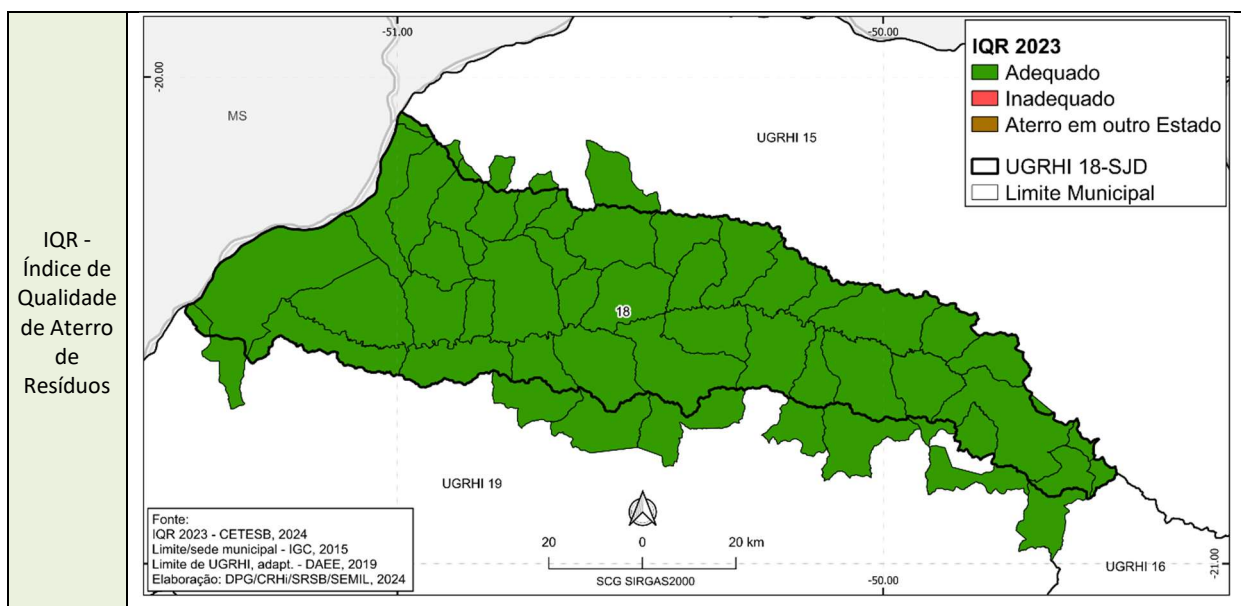 IQR -
Índice de
Qualidade
de Aterro
de
Resíduos
-51.00
-50.00
-20.00
MS
UGRHI 15
IQR 2023
Adequado
Inadequado
Aterro em outro Estado
UGRHI 18-SJD
Limite Municipal
18
UGRHI 19
Fonte:
IQR 2023 - CETESB, 2024
Limite/sede municipal - IGC, 2015
Limite de UGRHI, adapt. - DAEE, 2019
Elaboração: DPG/CRHi/SRSB/SEMIL, 2024
20 0 20 km
SCG SIRGAS2000
-50.00
UGRHI 16
-21.00